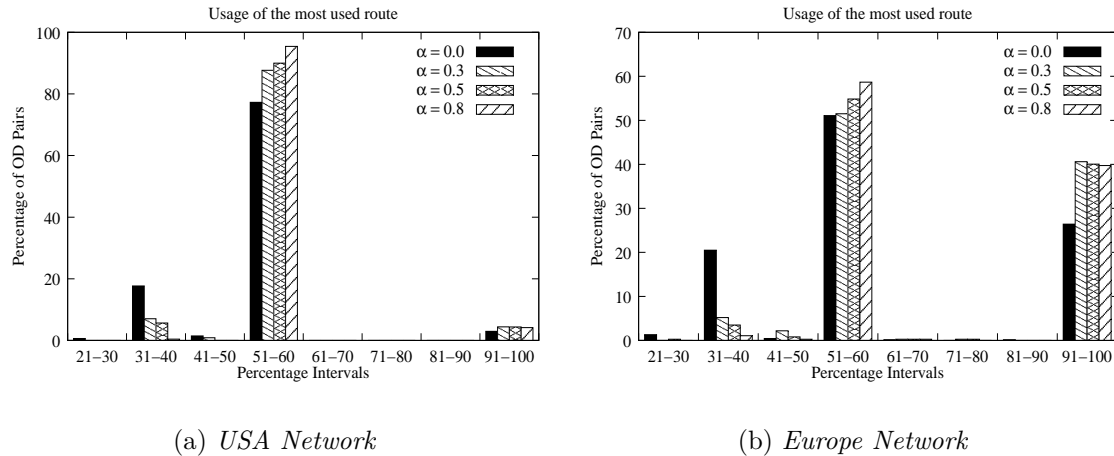 Usage of the most used route
100
80
60
40
20
0
Percentage of OD Pairs
α = 0.0
α = 0.3
α = 0.5
α = 0.8
21−30 31−40 41−50 51−60 61−70 71−80 81−90 91−100
Percentage Intervals
(a) USA Network
Usage of the most used route
70
60
50
40
30
20
10
0
Percentage of OD Pairs
α = 0.0
α = 0.3
α = 0.5
α = 0.8
21−30 31−40 41−50 51−60 61−70 71−80 81−90 91−100
Percentage Intervals
(b) Europe Network